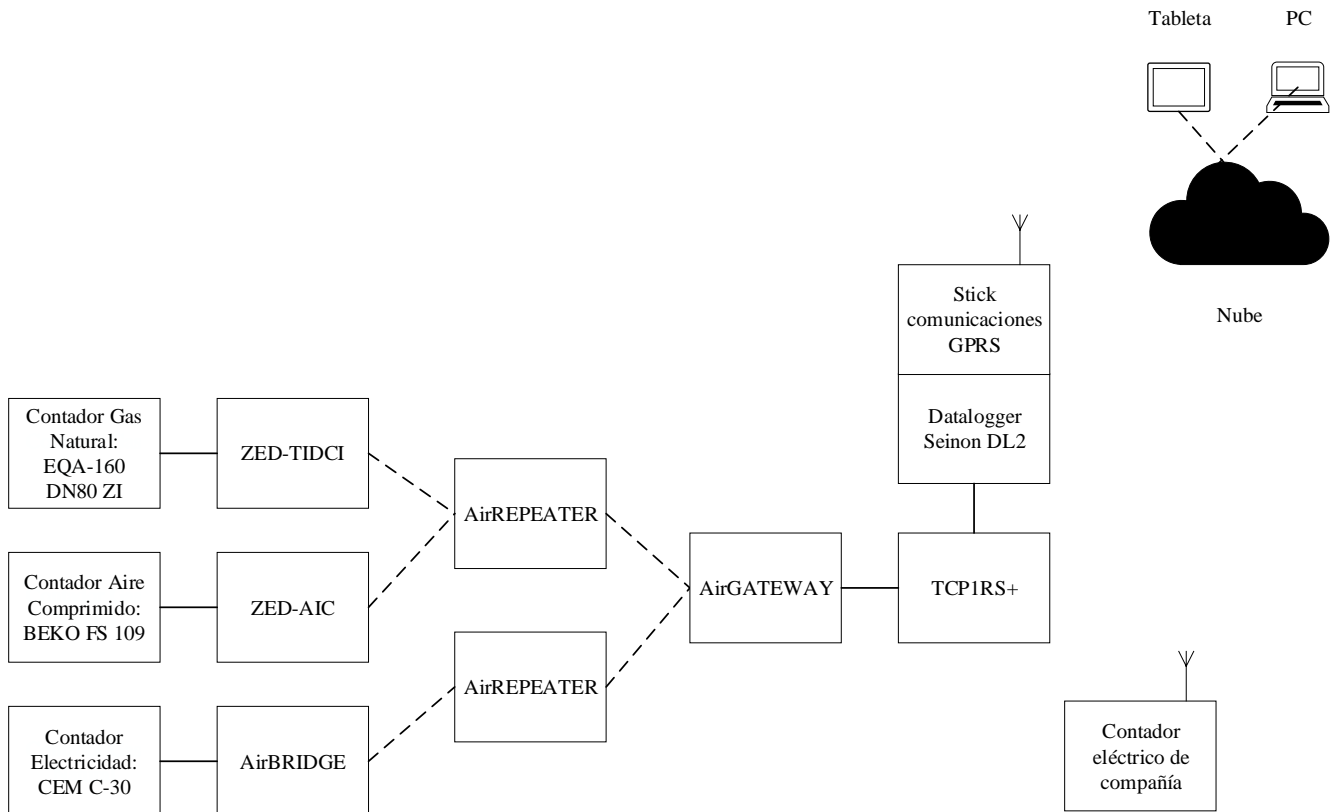 Tableta
PC
Nube
Stick
comunicaciones
GPRS
Datalogger
Seinon DL2
Contador Gas
Natural:
EQA-160
DN80 ZI
ZED-TIDCI
AirREPEATER
Contador Aire
Comprimido:
BEKO FS 109
ZED-AIC
AirGATEWAY
TCP1RS+
AirREPEATER
Contador
Electricidad:
CEM C-30
AirBRIDGE
Contador
eléctrico de
compañía